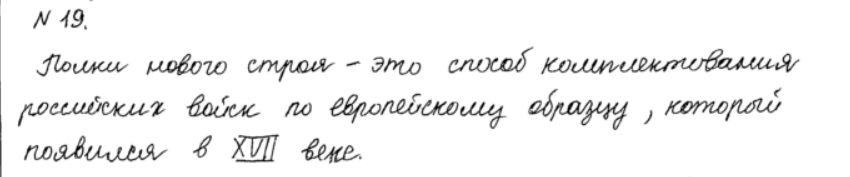 N 19.
Полки нового строя – это способ комплектования
российских войск по европейскому образцу, который
появился в XVII веке.